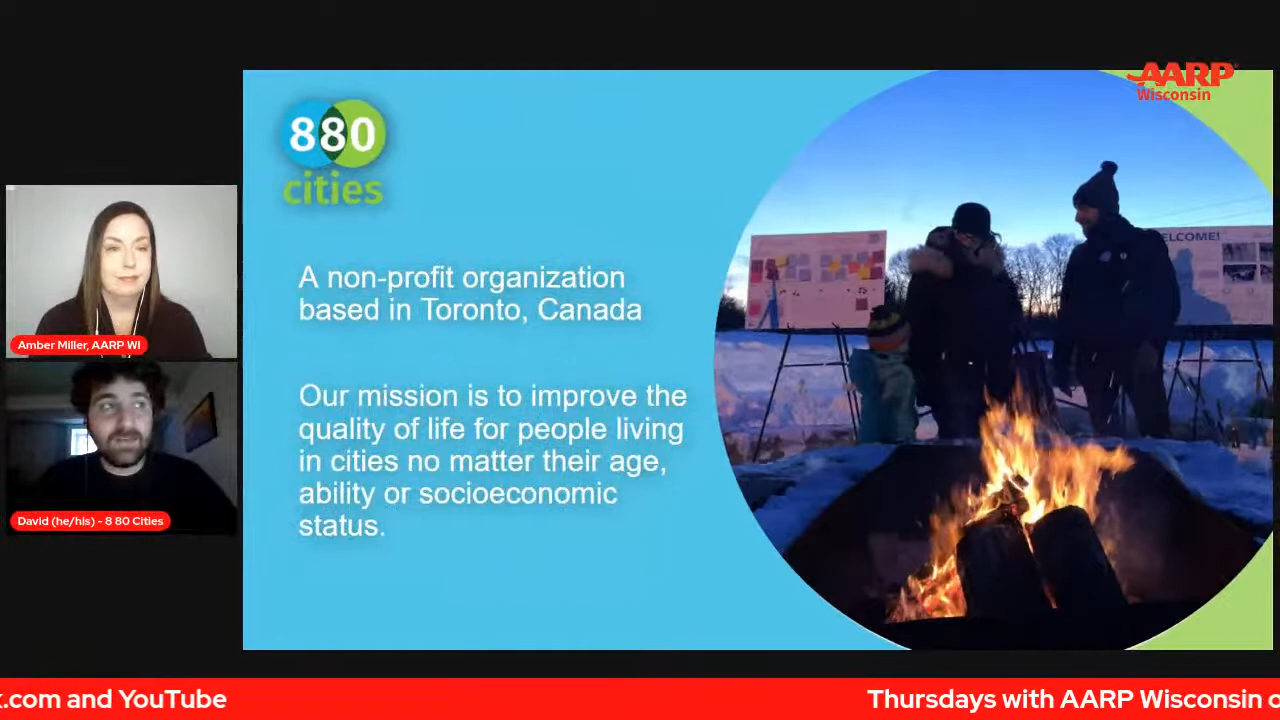 AARP
Wisconsin
880
cities
A non-profit organization
based in Toronto, Canada
Our mission is to improve the
quality of life for people living
in cities no matter their age,
ability or socioeconomic
status.
ELCOME!
Amber Miller, AARP WI
David (he/his) - 8 80 Cities
.com and YouTube
Thursdays with AARP Wisconsin